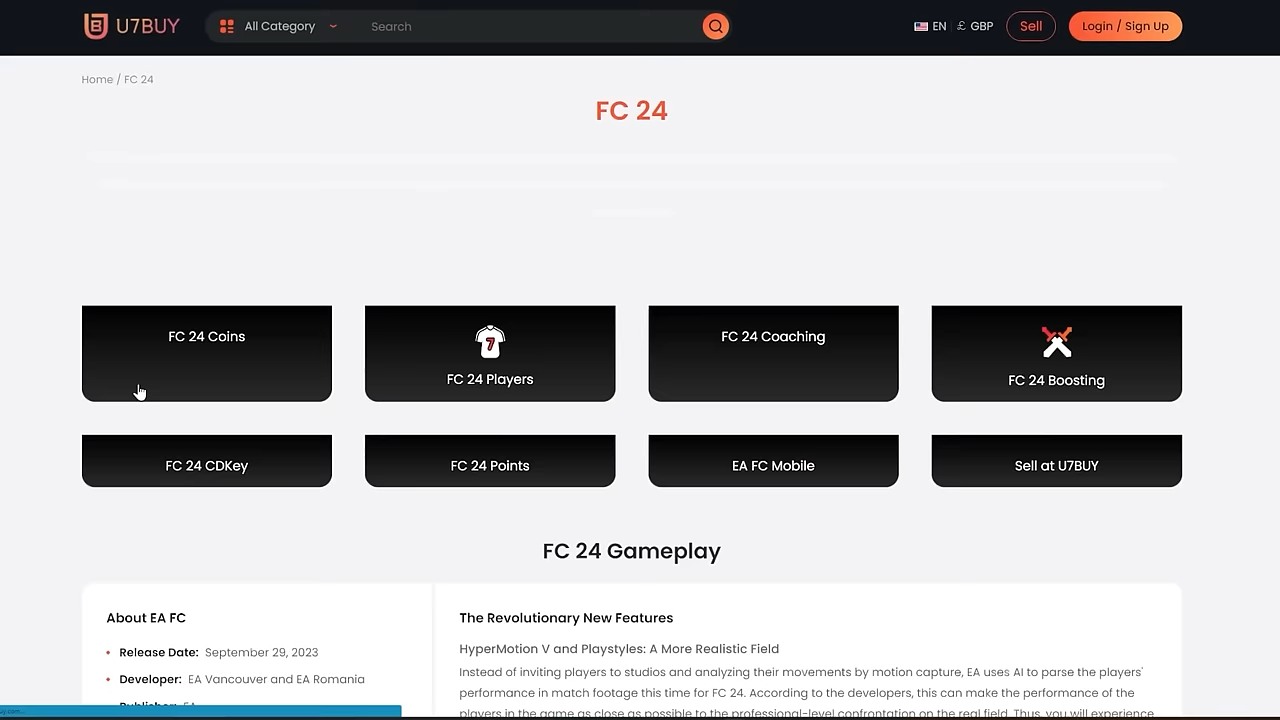 U7BUY
All Category
Search
EN
£ GBP
Sell
Login / Sign Up
Home / FC 24
FC 24
FC 24 Coins
7
FC 24 Players
FC 24 Coaching
FC 24 Boosting
FC 24 CDKey
FC 24 Points
EA FC Mobile
Sell at U7BUY
FC 24 Gameplay
About EA FC
Release Date: September 29, 2023
Developer: EA Vancouver and EA Romania
Publisher: EA
The Revolutionary New Features
HyperMotion V and Playstyles: A More Realistic Field
Instead of inviting players to studios and analyzing their movements by motion capture, EA uses AI to parse the players'
performance in match footage this time for FC 24. According to the developers, this can make the performance of the
players in the game as close as possible to the professional-level confrontation on the real field. Thus, you will experience